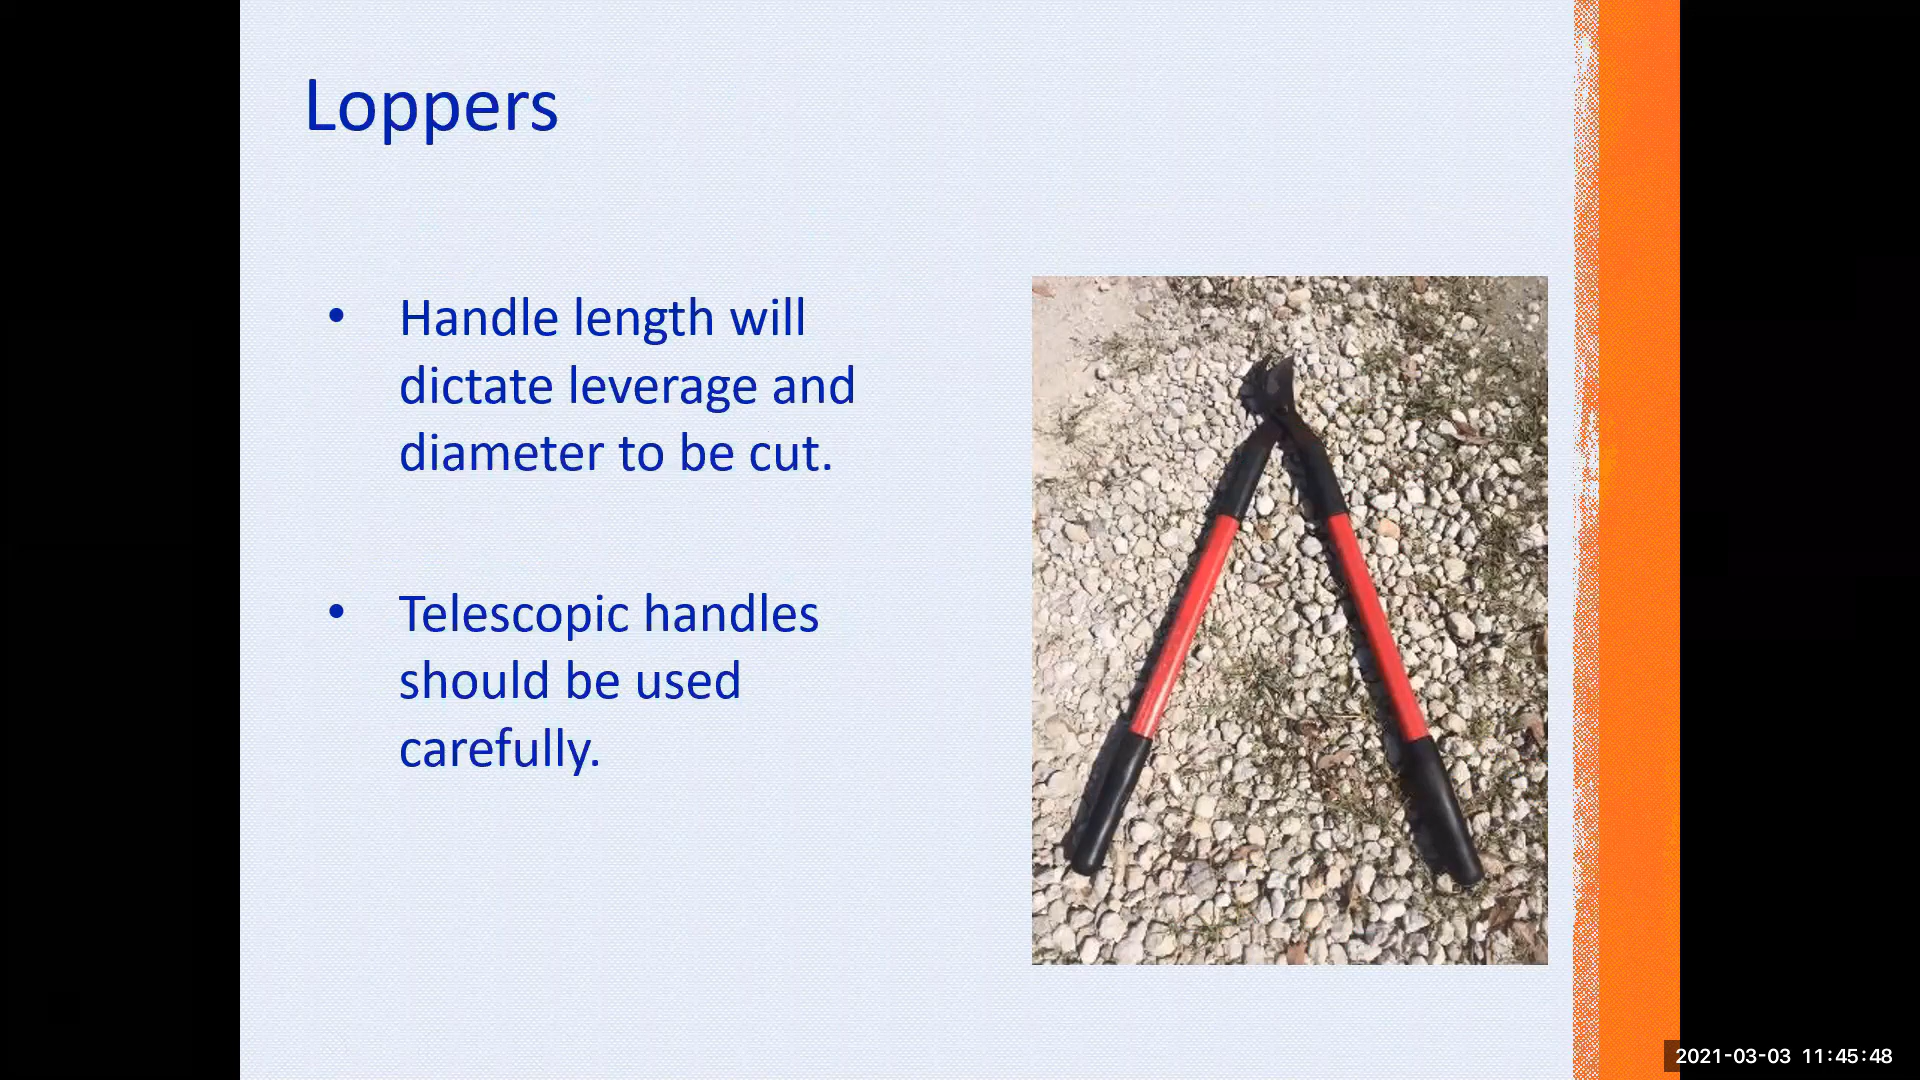 Loppers
• Handle length will
dictate leverage and
diameter to be cut.
• Telescopic handles
should be used
carefully.
2021-03-03 11:45:48